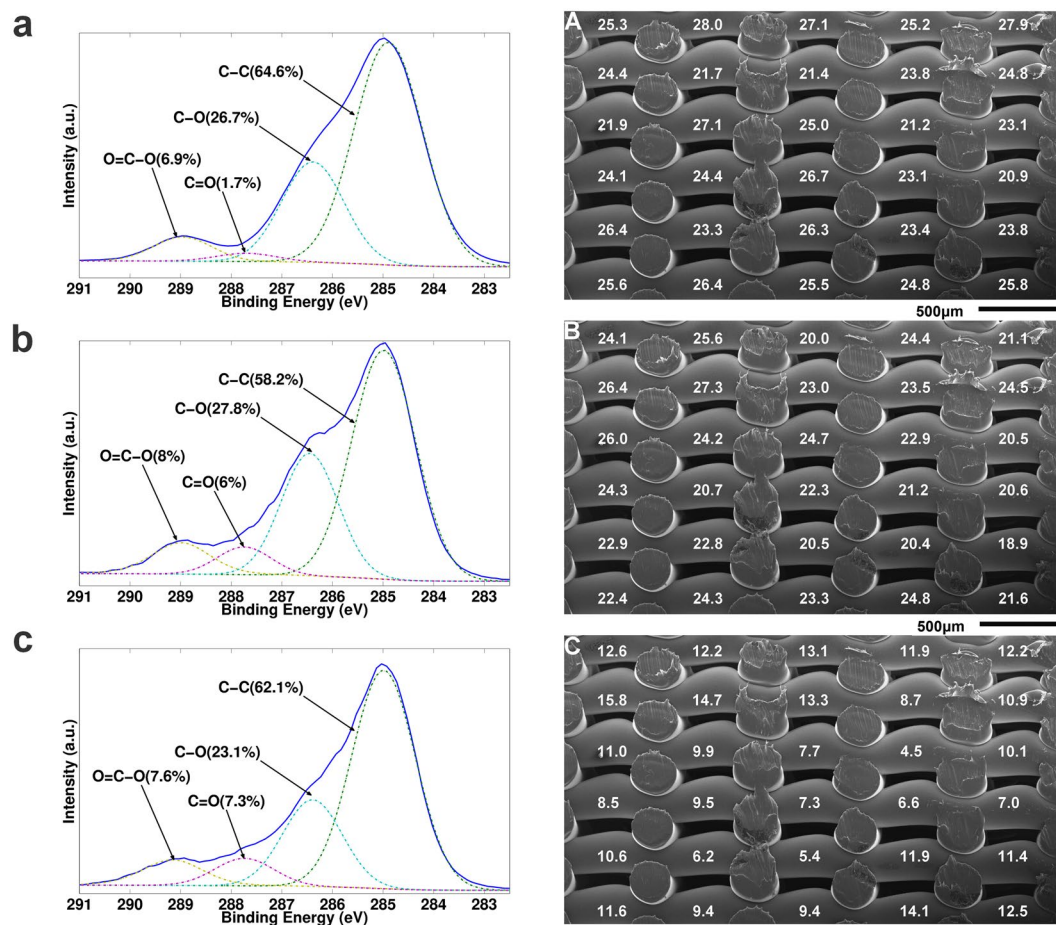 a
Intensity (a.u.)
C–C(64.6%)
C–O(26.7%)
O=C–O(6.9%)
C=O(1.7%)
291 290 289 288 287 286 285 284 283
Binding Energy (eV)
A
25.3 28.0 27.1 25.2 27.9
24.4 21.7 21.4 23.8 24.8
21.9 27.1 25.0 21.2 23.1
24.1 24.4 26.7 23.1 20.9
26.4 23.3 26.3 23.4 23.8
25.6 26.4 25.5 24.8 25.8
500µm
b
Intensity (a.u.)
C–C(58.2%)
C–O(27.8%)
O=C–O(8%)
C=O(6%)
291 290 289 288 287 286 285 284 283
Binding Energy (eV)
B
24.1 25.6 20.0 24.4 21.1
26.4 27.3 23.0 23.5 24.5
26.0 24.2 24.7 22.9 20.5
24.3 20.7 22.3 21.2 20.6
22.9 22.8 20.5 20.4 18.9
22.4 24.3 23.3 24.8 21.6
500µm
c
Intensity (a.u.)
C–C(62.1%)
C–O(23.1%)
O=C–O(7.6%)
C=O(7.3%)
291 290 289 288 287 286 285 284 283
Binding Energy (eV)
C
12.6 12.2 13.1 11.9 12.2
15.8 14.7 13.3 8.7 10.9
11.0 9.9 7.7 4.5 10.1
8.5 9.5 7.3 6.6 7.0
10.6 6.2 5.4 11.9 11.4
11.6 9.4 9.4 14.1 12.5